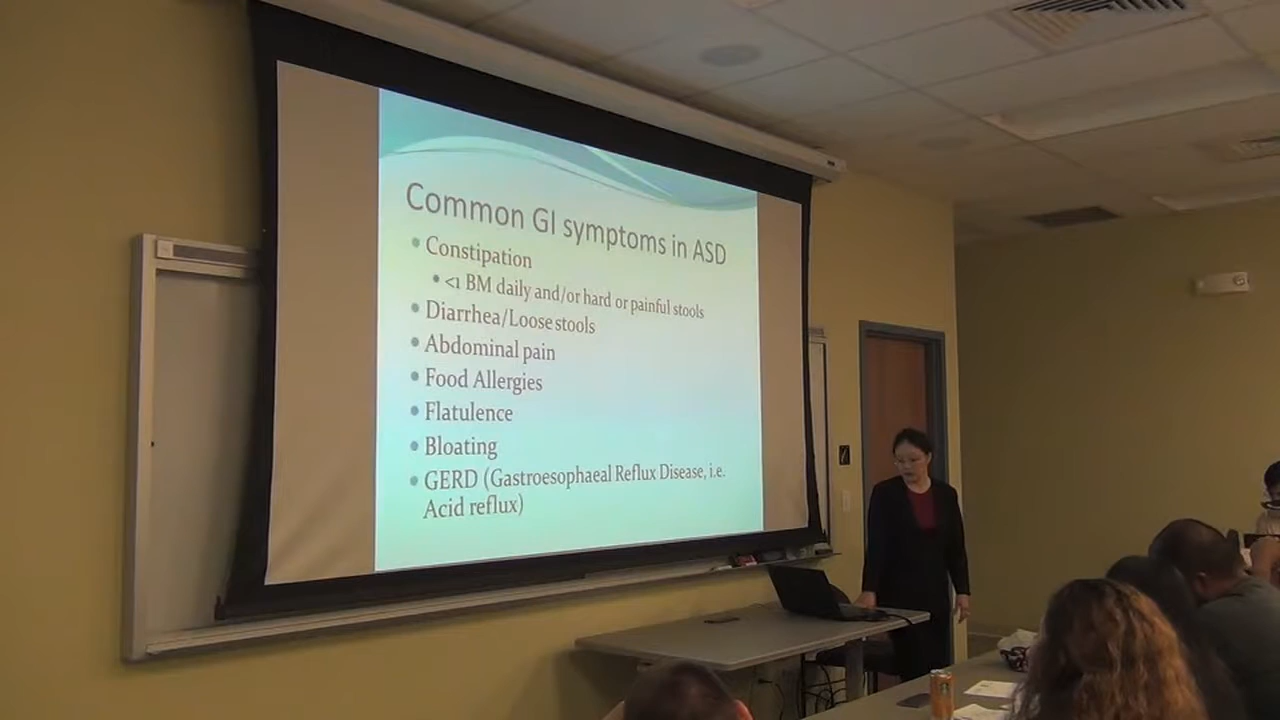 Common GI symptoms in ASD
Constipation
<1 BM daily and/or hard or painful stools
Diarrhea/Loose stools
Abdominal pain
Food Allergies
Flatulence
Bloating
GERD (Gastroesophaeal Reflux Disease, i.e.
Acid reflux)